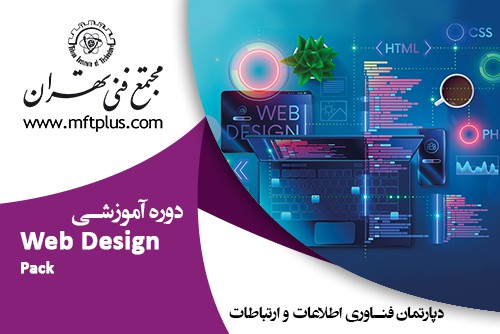 مجتمع فنی تهران
www.mftplus.com
دوره آموزشی
Web Design
Pack
WEB
DESIGN
HTML
CSS
PH
دپارتمان فناوری اطلاعات و ارتباطات